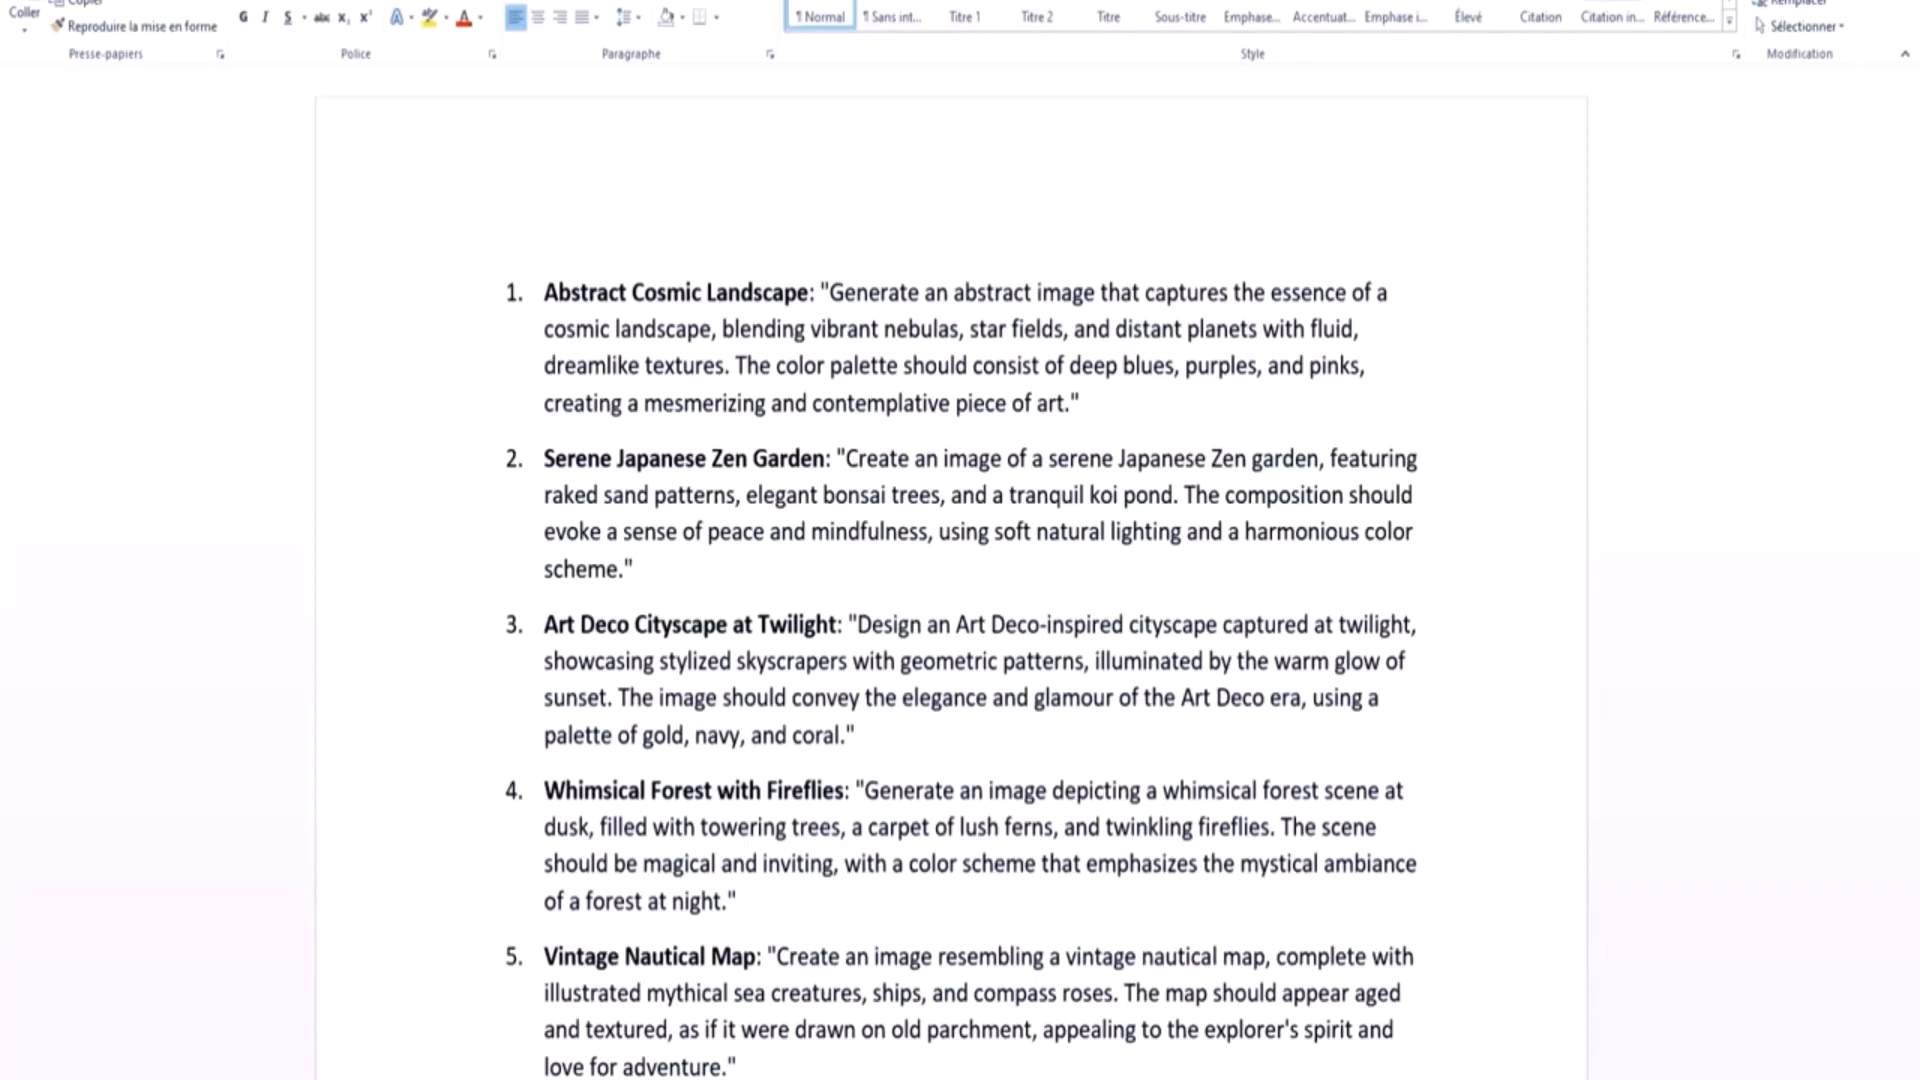 Coller
Copier
Remplacer
Reproduire la mise en forme
G I S abc X, X²
A
Sélectionner
¶ Normal ¶ Sans int... Titre 1 Titre 2 Titre Sous-titre Emphase... Accentuat... Emphase i... Élevé Citation Citation in... Référence...
Presse-papiers Police Paragraphe Style Modification
1. Abstract Cosmic Landscape: "Generate an abstract image that captures the essence of a
cosmic landscape, blending vibrant nebulas, star fields, and distant planets with fluid,
dreamlike textures. The color palette should consist of deep blues, purples, and pinks,
creating a mesmerizing and contemplative piece of art."
2. Serene Japanese Zen Garden: "Create an image of a serene Japanese Zen garden, featuring
raked sand patterns, elegant bonsai trees, and a tranquil koi pond. The composition should
evoke a sense of peace and mindfulness, using soft natural lighting and a harmonious color
scheme."
3. Art Deco Cityscape at Twilight: "Design an Art Deco-inspired cityscape captured at twilight,
showcasing stylized skyscrapers with geometric patterns, illuminated by the warm glow of
sunset. The image should convey the elegance and glamour of the Art Deco era, using a
palette of gold, navy, and coral."
4. Whimsical Forest with Fireflies: "Generate an image depicting a whimsical forest scene at
dusk, filled with towering trees, a carpet of lush ferns, and twinkling fireflies. The scene
should be magical and inviting, with a color scheme that emphasizes the mystical ambiance
of a forest at night."
5. Vintage Nautical Map: "Create an image resembling a vintage nautical map, complete with
illustrated mythical sea creatures, ships, and compass roses. The map should appear aged
and textured, as if it were drawn on old parchment, appealing to the explorer's spirit and
love for adventure."